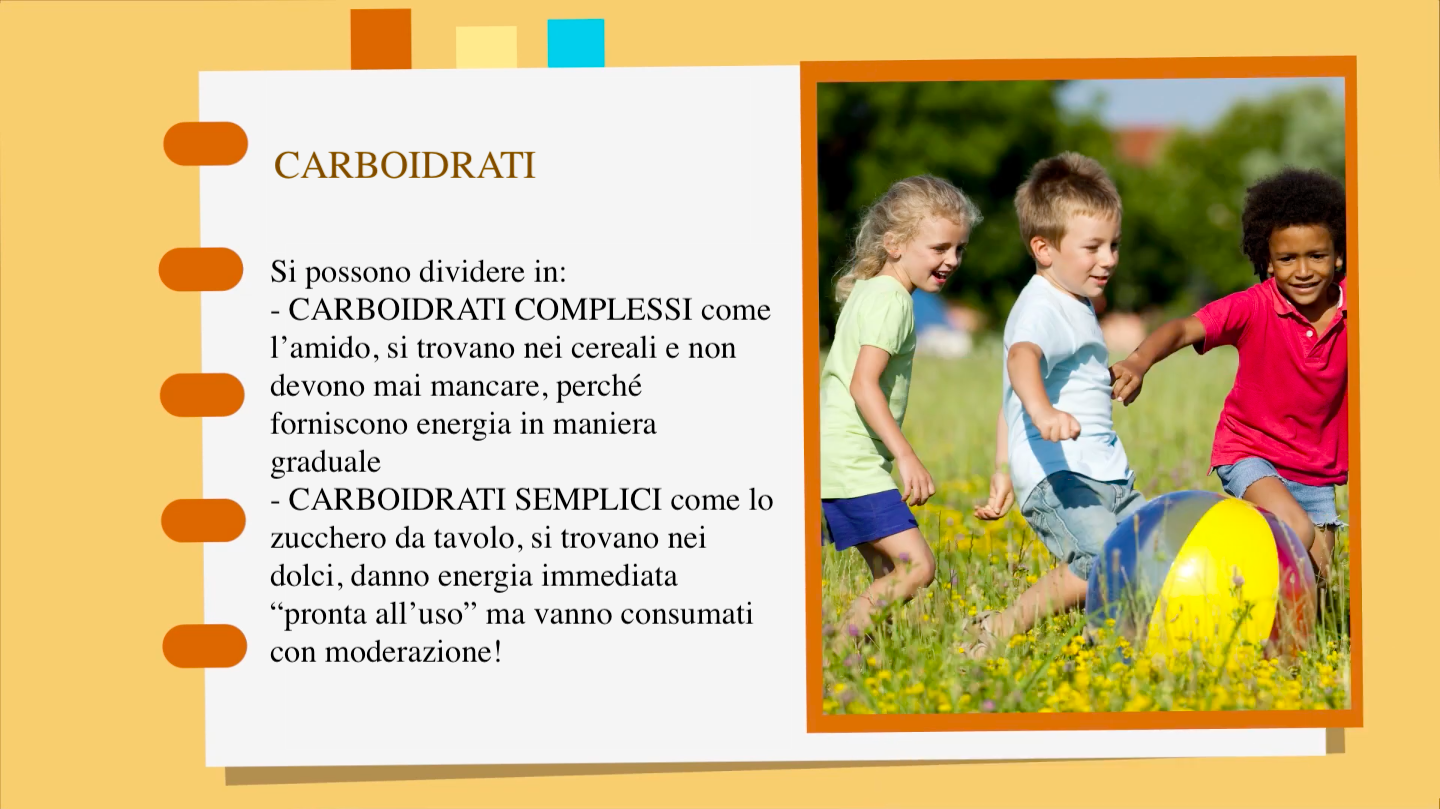 CARBOIDRATI
Si possono dividere in:
- CARBOIDRATI COMPLESSI come
l’amido, si trovano nei cereali e non
devono mai mancare, perché
forniscono energia in maniera
graduale
- CARBOIDRATI SEMPLICI come lo
zucchero da tavolo, si trovano nei
dolci, danno energia immediata
“pronta all’uso” ma vanno consumati
con moderazione!